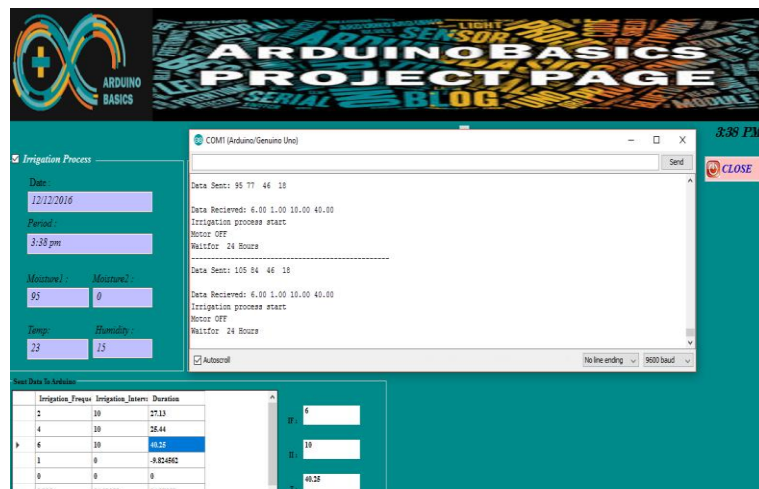 ARDUINO
BASICS
LIGHT
SENSOR
ARDUINOBASICS
PROJECT PAGE
SERIAL
BLOG
MODULE
3:38 PM
CLOSE
COM1 (Arduino/Genuino Uno)
Send
Data Sent: 95 77 46 18
Data Recieved: 6.00 1.00 10.00 40.00
Irrigation process start
Motor OFF
Waitfor 24 Hours
--------------------------------------------------
Data Sent: 105 84 46 18
Data Recieved: 6.00 1.00 10.00 40.00
Irrigation process start
Motor OFF
Waitfor 24 Hours
Autoscroll
No line ending
9600 baud
Irrigation Process
Date :
12/12/2016
Period :
3:38 pm
Moisture1 : Moisture2 :
95 0
Temp: Humidity :
23 15
Sent Data To Arduino
Irrigation_Freque Irrigation_Interva Duration
2 10 27.13
4 10 25.44
6 10 40.25
1 0 -9.824562
0 0 0
IF : 6
II : 10
40.25